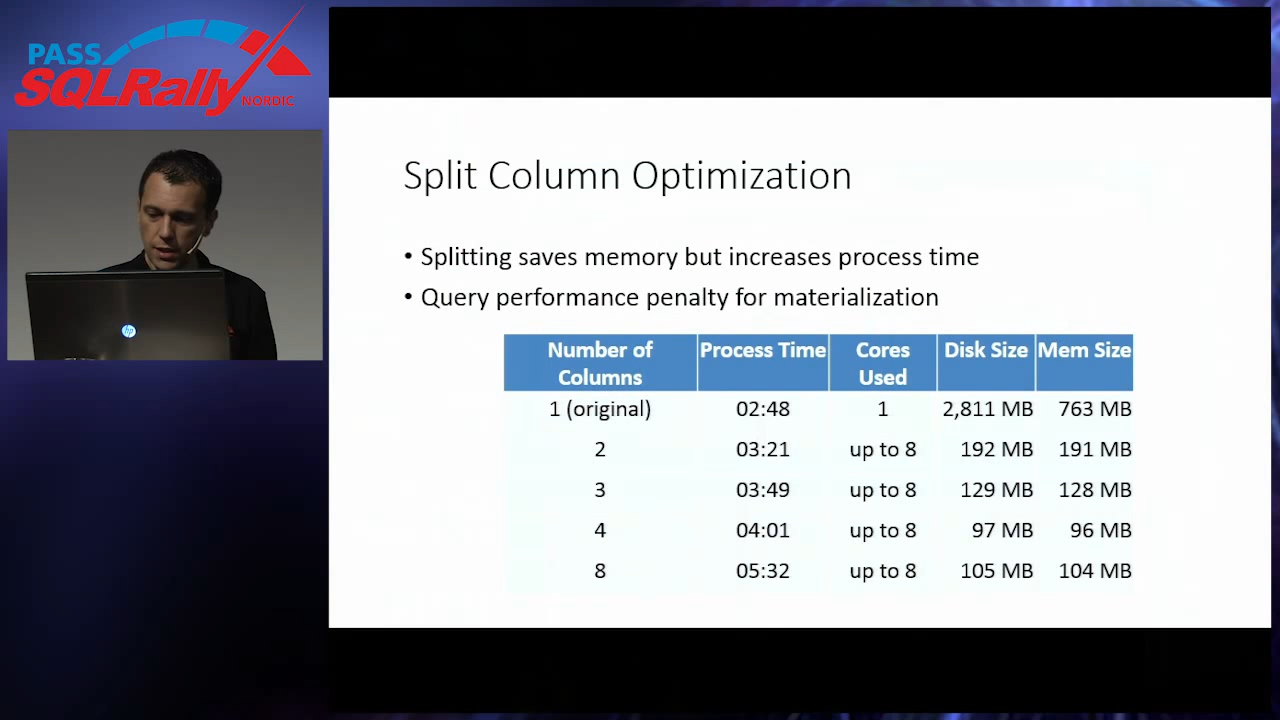 PASS
SQLRally
NORDIC
Split Column Optimization
• Splitting saves memory but increases process time
• Query performance penalty for materialization
Number of Columns Process Time Cores Used Disk Size Mem Size
1 (original) 02:48 1 2,811 MB 763 MB
2 03:21 up to 8 192 MB 191 MB
3 03:49 up to 8 129 MB 128 MB
4 04:01 up to 8 97 MB 96 MB
8 05:32 up to 8 105 MB 104 MB
hp